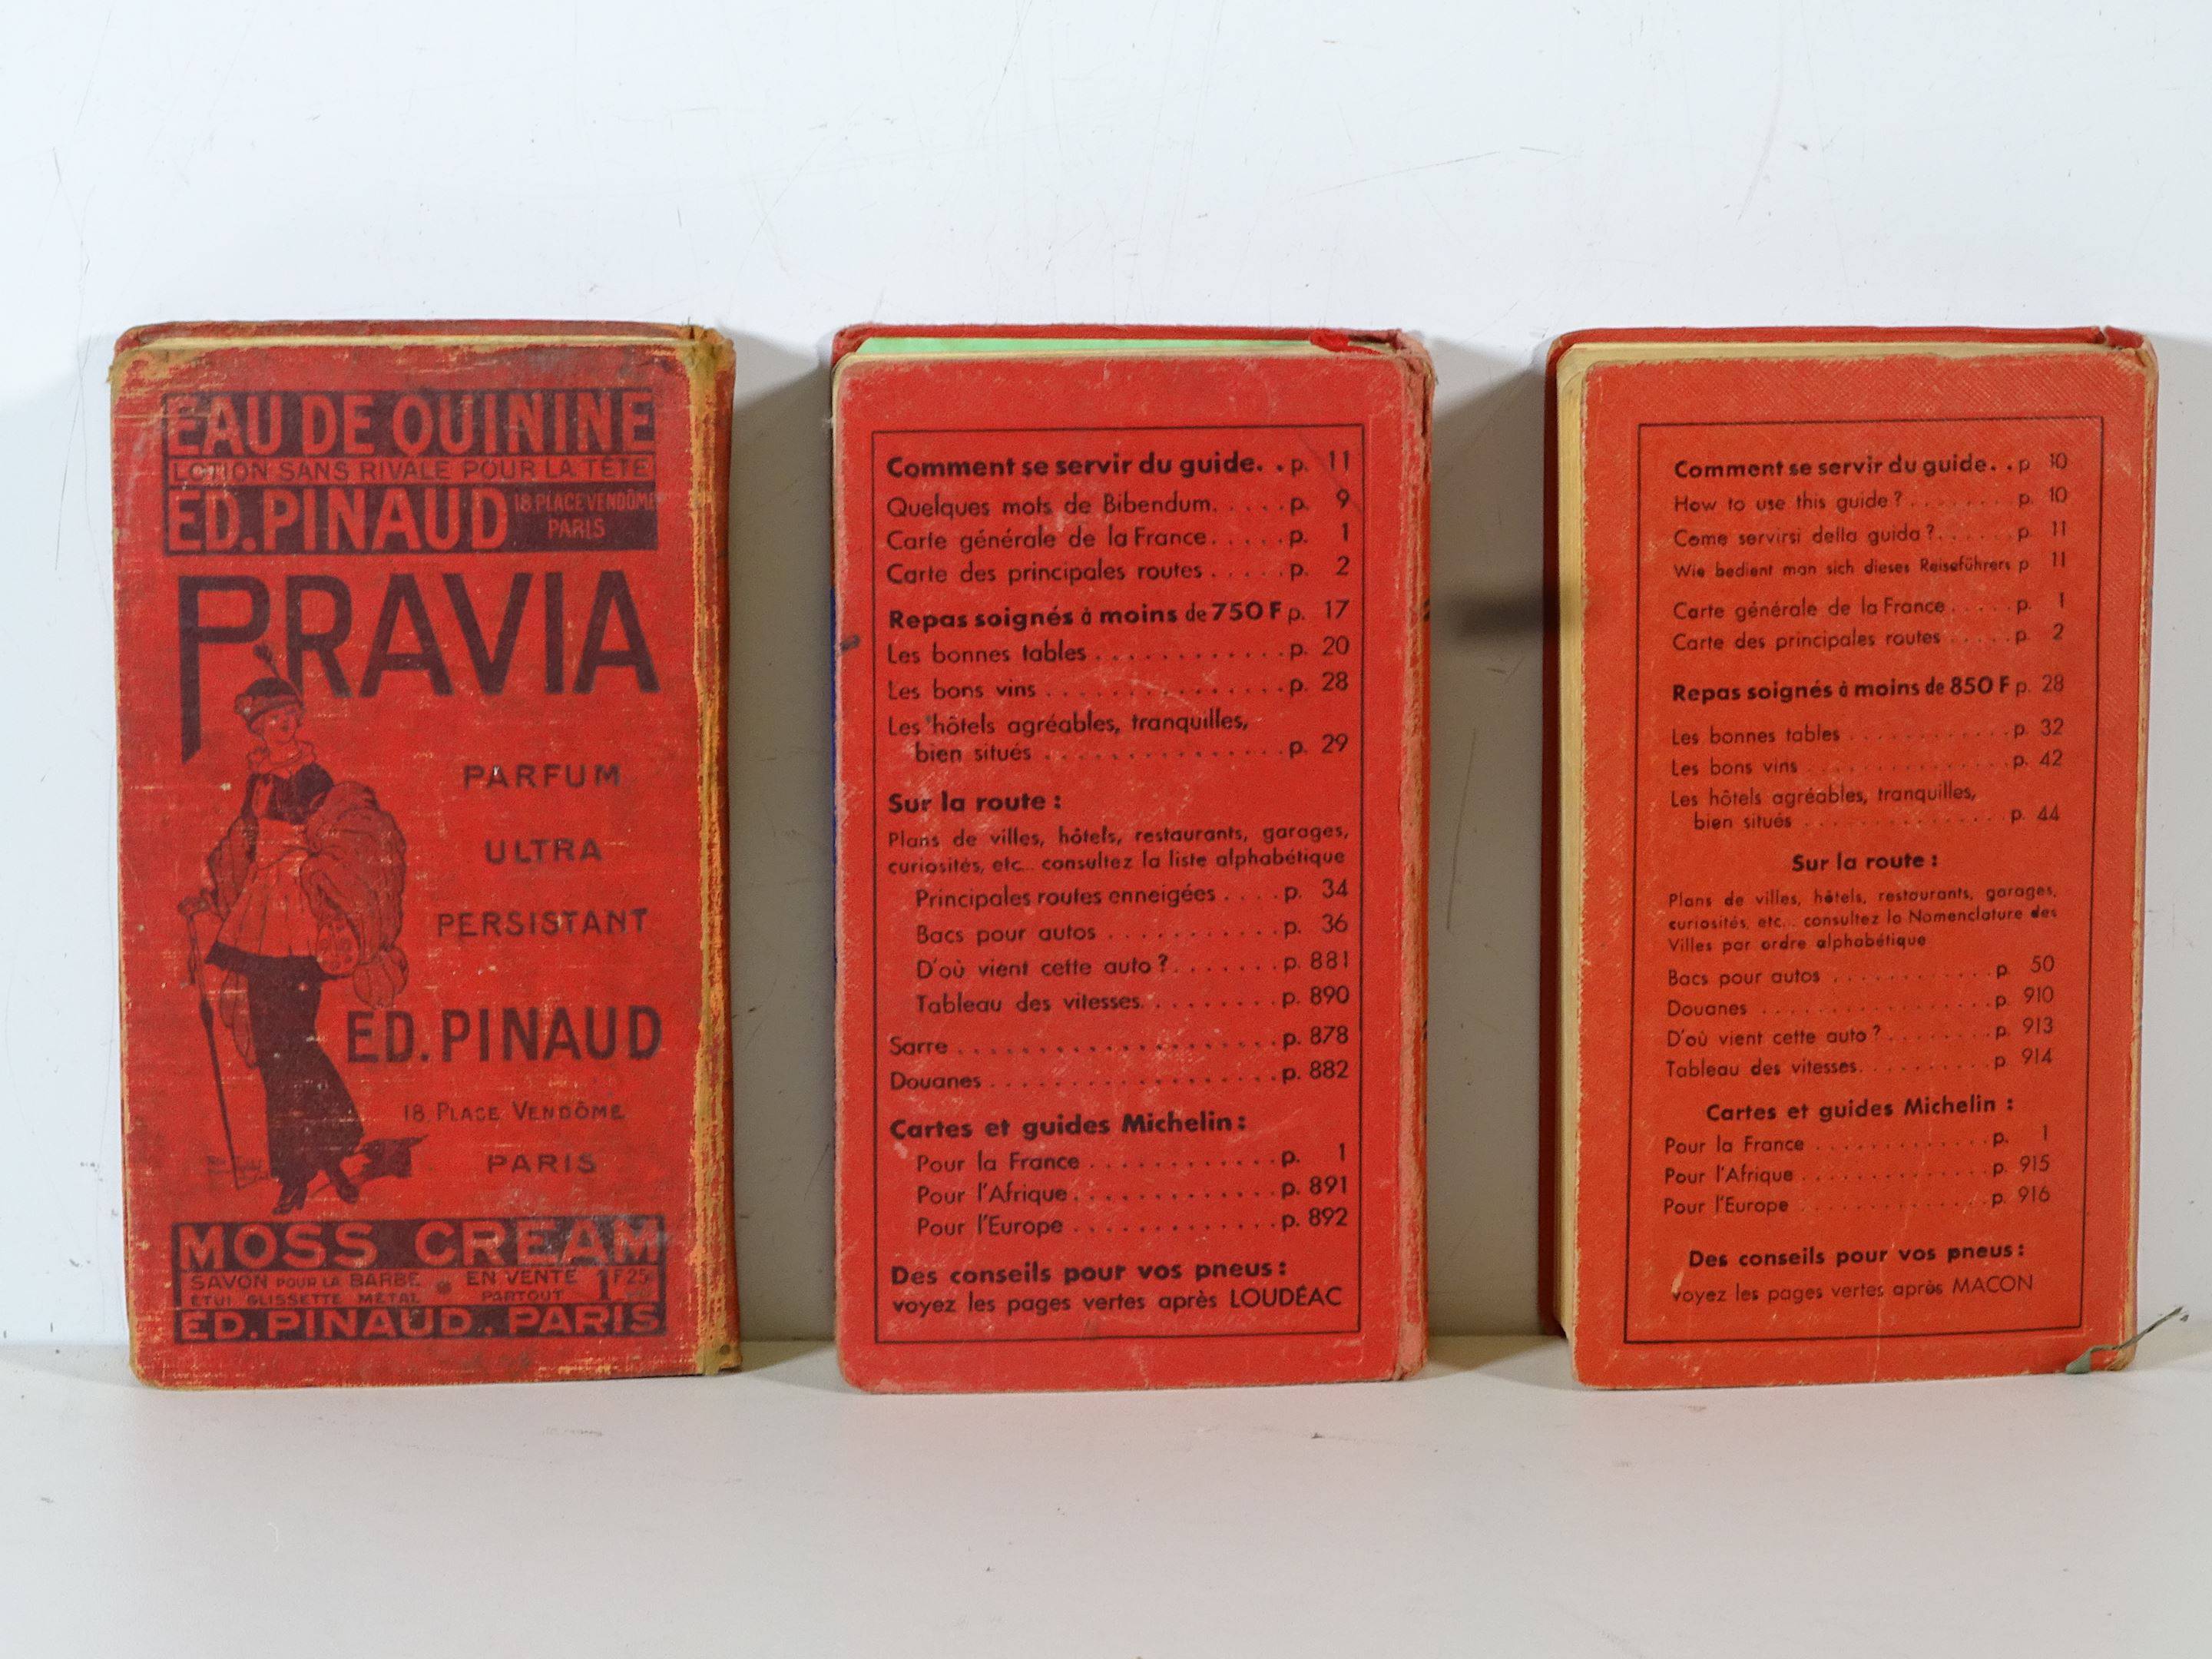 EAU DE QUININE
LOTION SANS RIVALE POUR LA TÊTE
ED. PINAUD 18 PLACE VENDÔME
PARIS
PRAVIA
PARFUM
ULTRA
PERSISTANT
ED. PINAUD
18 PLACE VENDÔME
PARIS
MOSS CREAM
SAVON POUR LA BARBE EN VENTE 1F25
ÉTUI GLISSETTE MÉTAL PARTOUT
ED. PINAUD. PARIS
Comment se servir du guide. . p. 11
Quelques mots de Bibendum. . . . . p. 9
Carte générale de la France. . . . . p. 1
Carte des principales routes . . . . . p. 2
Repas soignés à moins de 750 F p. 17
Les bonnes tables . . . . . . . . . . . . p. 20
Les bons vins . . . . . . . . . . . . . . . p. 28
Les hôtels agréables, tranquilles,
bien situés . . . . . . . . . . . . . . . p. 29
Sur la route :
Plans de villes, hôtels, restaurants, garages,
curiosités, etc... consultez la liste alphabétique
Principales routes enneigées . . . . p. 34
Bacs pour autos . . . . . . . . . . . p. 36
D'où vient cette auto ?. . . . . . . p. 881
Tableau des vitesses. . . . . . . . . p. 890
Sarre . . . . . . . . . . . . . . . . . . . . p. 878
Douanes . . . . . . . . . . . . . . . . . . p. 882
Cartes et guides Michelin :
Pour la France . . . . . . . . . . . . p. 1
Pour l'Afrique . . . . . . . . . . . . . p. 891
Pour l'Europe . . . . . . . . . . . . . p. 892
Des conseils pour vos pneus :
voyez les pages vertes après LOUDÉAC
Comment se servir du guide. . p 10
How to use this guide ? . . . . . . . p. 10
Come servirsi della guida ?. . . . . . p. 11
Wie bedient man sich dieses Reiseführers p 11
Carte générale de la France . . . . . p. 1
Carte des principales routes . . . . . p 2
Repas soignés à moins de 850 F p. 28
Les bonnes tables . . . . . . . . . . . p. 32
Les bons vins . . . . . . . . . . . . . . p. 42
Les hôtels agréables, tranquilles,
bien situés . . . . . . . . . . . . . . . p. 44
Sur la route :
Plans de villes, hôtels, restaurants, garages,
curiosités, etc... consultez la Nomenclature des
Villes par ordre alphabétique
Bacs pour autos . . . . . . . . . . . . p 50
Douanes . . . . . . . . . . . . . . . . . p. 910
D'où vient cette auto ? . . . . . . . . p. 913
Tableau des vitesses. . . . . . . . . . p 914
Cartes et guides Michelin :
Pour la France . . . . . . . . . . . . . p. 1
Pour l'Afrique . . . . . . . . . . . . . p. 915
Pour l'Europe . . . . . . . . . . . . . p. 916
Des conseils pour vos pneus :
voyez les pages vertes après MACON